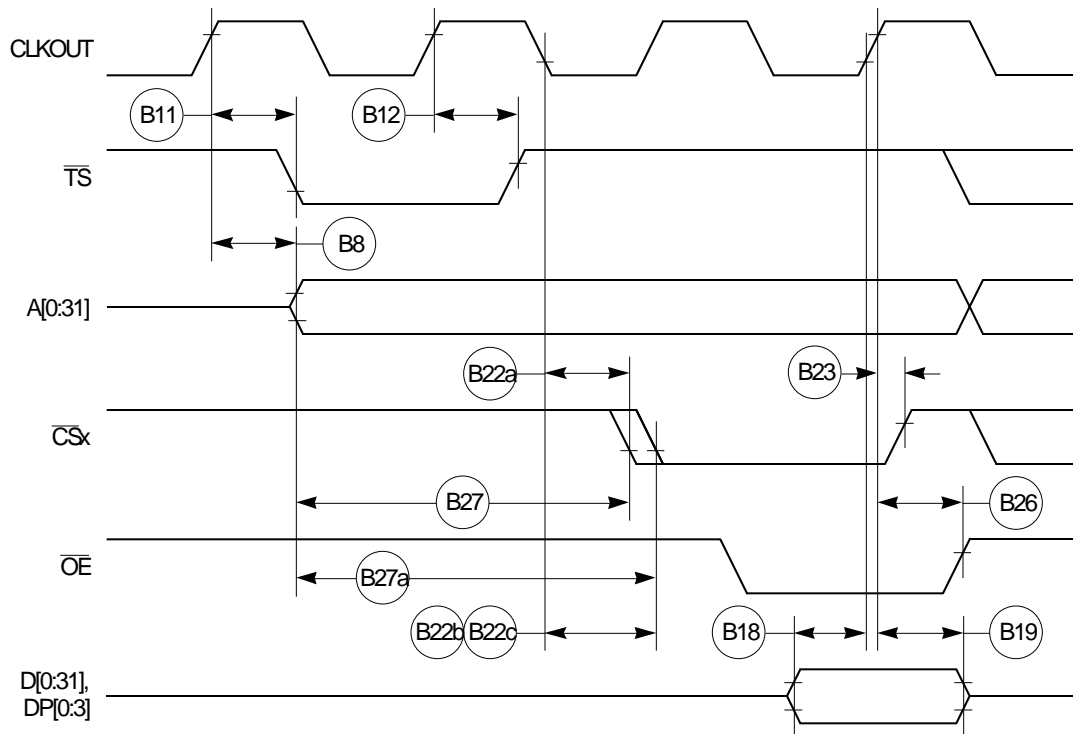 CLKOUT
B11
B12
TS
B8
A[0:31]
B22a
B23
CSx
B27
B26
OE
B27a
B22b B22c
B18
B19
D[0:31],
DP[0:3]